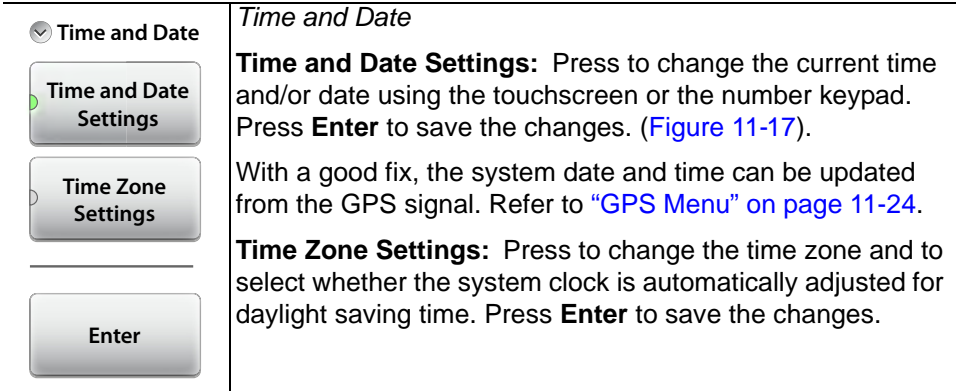 Time and Date
Time and Date
Settings
Time Zone
Settings
Enter
Time and Date
Time and Date Settings: Press to change the current time
and/or date using the touchscreen or the number keypad.
Press Enter to save the changes. (Figure 11-17).
With a good fix, the system date and time can be updated
from the GPS signal. Refer to “GPS Menu” on page 11-24.
Time Zone Settings: Press to change the time zone and to
select whether the system clock is automatically adjusted for
daylight saving time. Press Enter to save the changes.